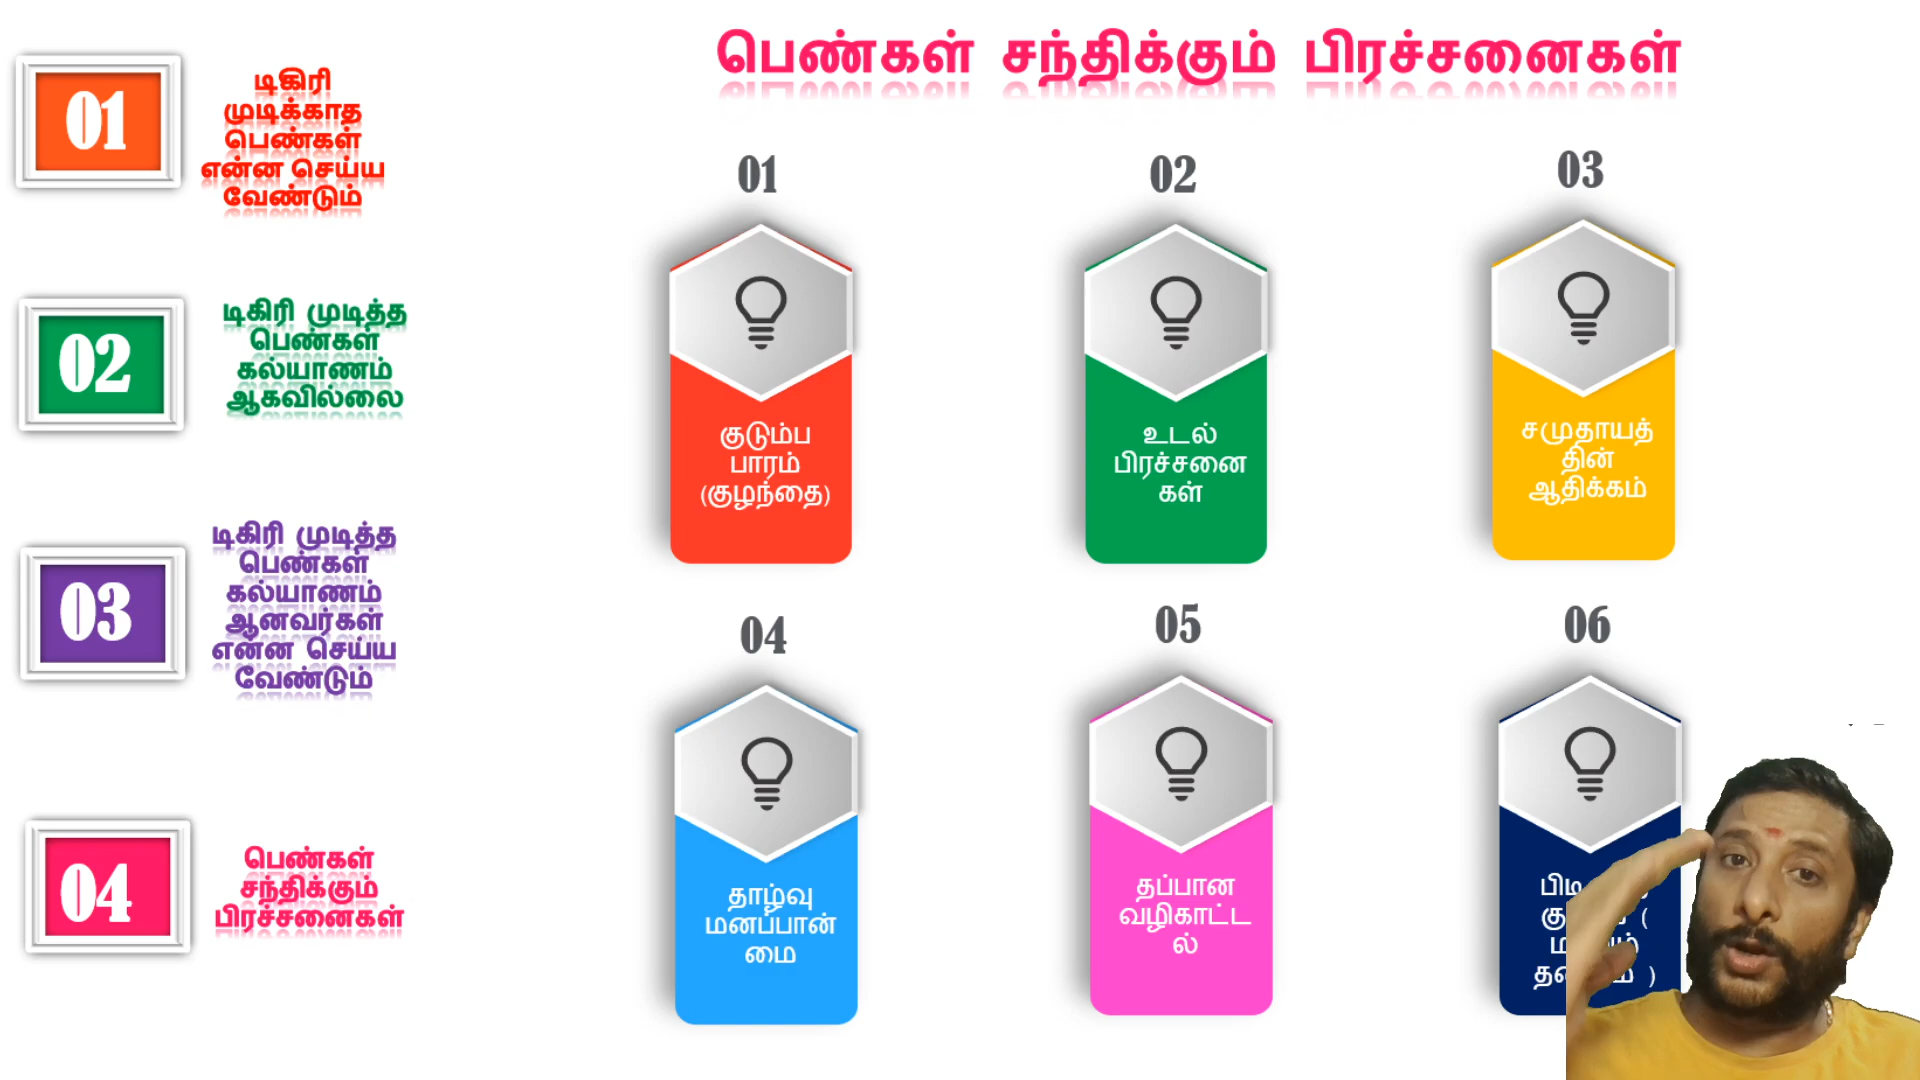 பெண்கள் சந்திக்கும் பிரச்சனைகள்
01
டிகிரி
முடிக்காத
பெண்கள்
என்ன செய்ய
வேண்டும்
02
டிகிரி முடித்த
பெண்கள்
கல்யாணம்
ஆகவில்லை
03
டிகிரி முடித்த
பெண்கள்
கல்யாணம்
ஆனவர்கள்
என்ன செய்ய
வேண்டும்
04
பெண்கள்
சந்திக்கும்
பிரச்சனைகள்
01
குடும்ப
பாரம்
(குழந்தை)
02
உடல்
பிரச்சனை
கள்
03
சமுதாயத்
தின்
ஆதிக்கம்
04
தாழ்வு
மனப்பான்
மை
05
தப்பான
வழிகாட்ட
ல்
06